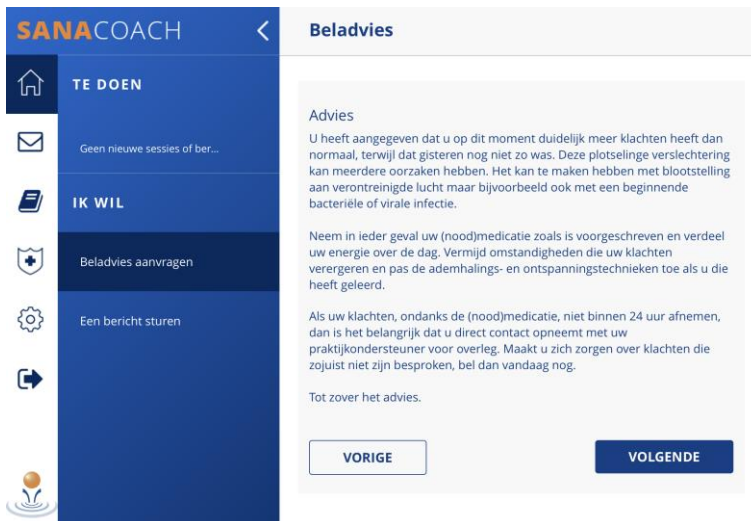 SANACOACH
TE DOEN
Geen nieuwe sessies of ber...
IK WIL
Beladvies aanvragen
Een bericht sturen
Beladvies
Advies
U heeft aangegeven dat u op dit moment duidelijk meer klachten heeft dan
normaal, terwijl dat gisteren nog niet zo was. Deze plotselinge verslechtering
kan meerdere oorzaken hebben. Het kan te maken hebben met blootstelling
aan verontreinigde lucht maar bijvoorbeeld ook met een beginnende
bacteriële of virale infectie.
Neem in ieder geval uw (nood)medicatie zoals is voorgeschreven en verdeel
uw energie over de dag. Vermijd omstandigheden die uw klachten
verergeren en pas de ademhalings- en ontspanningstechnieken toe als u die
heeft geleerd.
Als uw klachten, ondanks de (nood)medicatie, niet binnen 24 uur afnemen,
dan is het belangrijk dat u direct contact opneemt met uw
praktijkondersteuner voor overleg. Maakt u zich zorgen over klachten die
zojuist niet zijn besproken, bel dan vandaag nog.
Tot zover het advies.
VORIGE
VOLGENDE